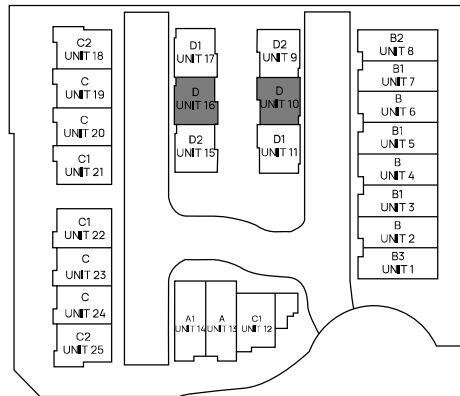 C2
UNIT 18
C
UNIT 19
C
UNIT 20
C1
UNIT 21
C1
UNIT 22
C
UNIT 23
C
UNIT 24
C2
UNIT 25
D1
UNIT 17
D
UNIT 16
D2
UNIT 15
D2
UNIT 9
D
UNIT 10
D1
UNIT 11
A1
UNIT 14
A
UNIT 13
C1
UNIT 12
B2
UNIT 8
B1
UNIT 7
B
UNIT 6
B1
UNIT 5
B
UNIT 4
B1
UNIT 3
B
UNIT 2
B3
UNIT 1